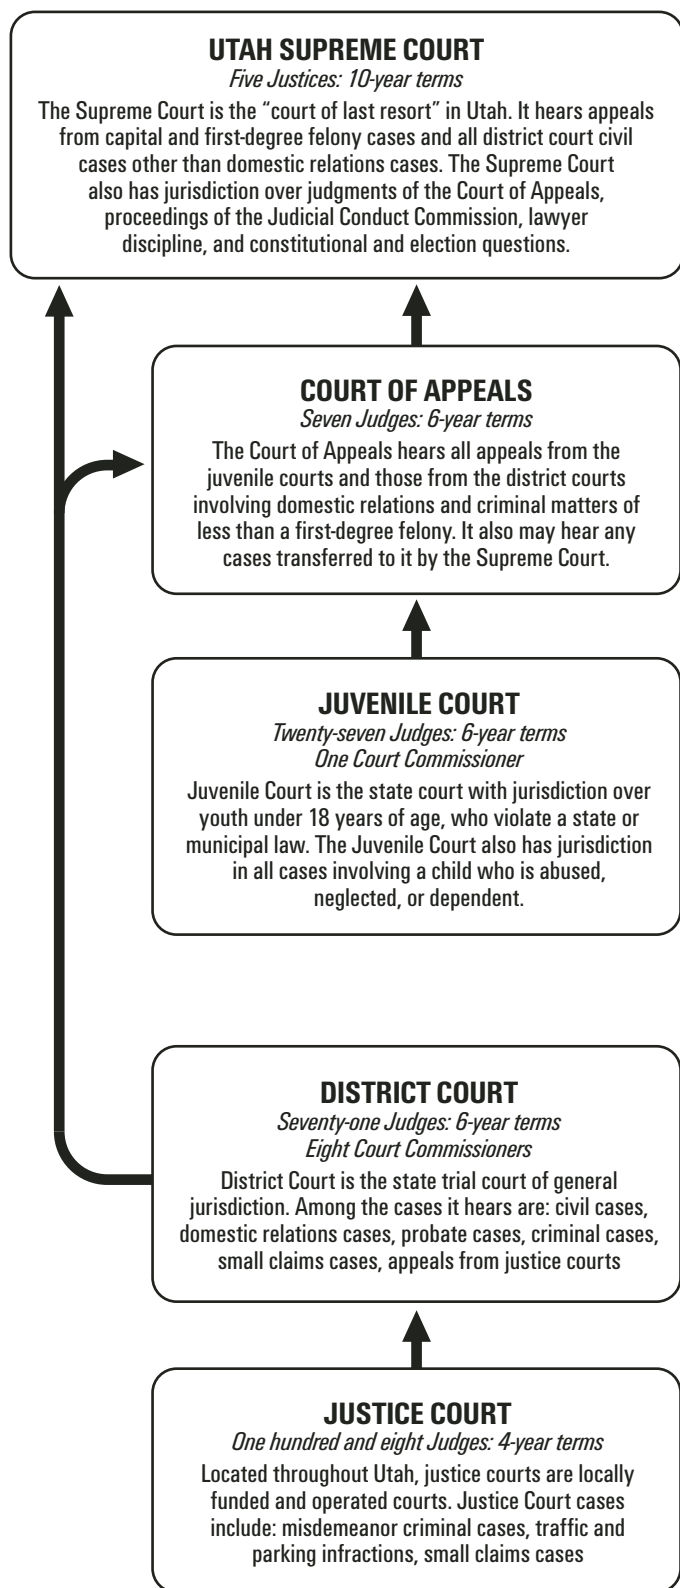 UTAH SUPREME COURT
Five Justices: 10-year terms
The Supreme Court is the “court of last resort” in Utah. It hears appeals
from capital and first-degree felony cases and all district court civil
cases other than domestic relations cases. The Supreme Court
also has jurisdiction over judgments of the Court of Appeals,
proceedings of the Judicial Conduct Commission, lawyer
discipline, and constitutional and election questions.
COURT OF APPEALS
Seven Judges: 6-year terms
The Court of Appeals hears all appeals from the
juvenile courts and those from the district courts
involving domestic relations and criminal matters of
less than a first-degree felony. It also may hear any
cases transferred to it by the Supreme Court.
JUVENILE COURT
Twenty-seven Judges: 6-year terms
One Court Commissioner
Juvenile Court is the state court with jurisdiction over
youth under 18 years of age, who violate a state or
municipal law. The Juvenile Court also has jurisdiction
in all cases involving a child who is abused,
neglected, or dependent.
DISTRICT COURT
Seventy-one Judges: 6-year terms
Eight Court Commissioners
District Court is the state trial court of general
jurisdiction. Among the cases it hears are: civil cases,
domestic relations cases, probate cases, criminal cases,
small claims cases, appeals from justice courts
JUSTICE COURT
One hundred and eight Judges: 4-year terms
Located throughout Utah, justice courts are locally
funded and operated courts. Justice Court cases
include: misdemeanor criminal cases, traffic and
parking infractions, small claims cases